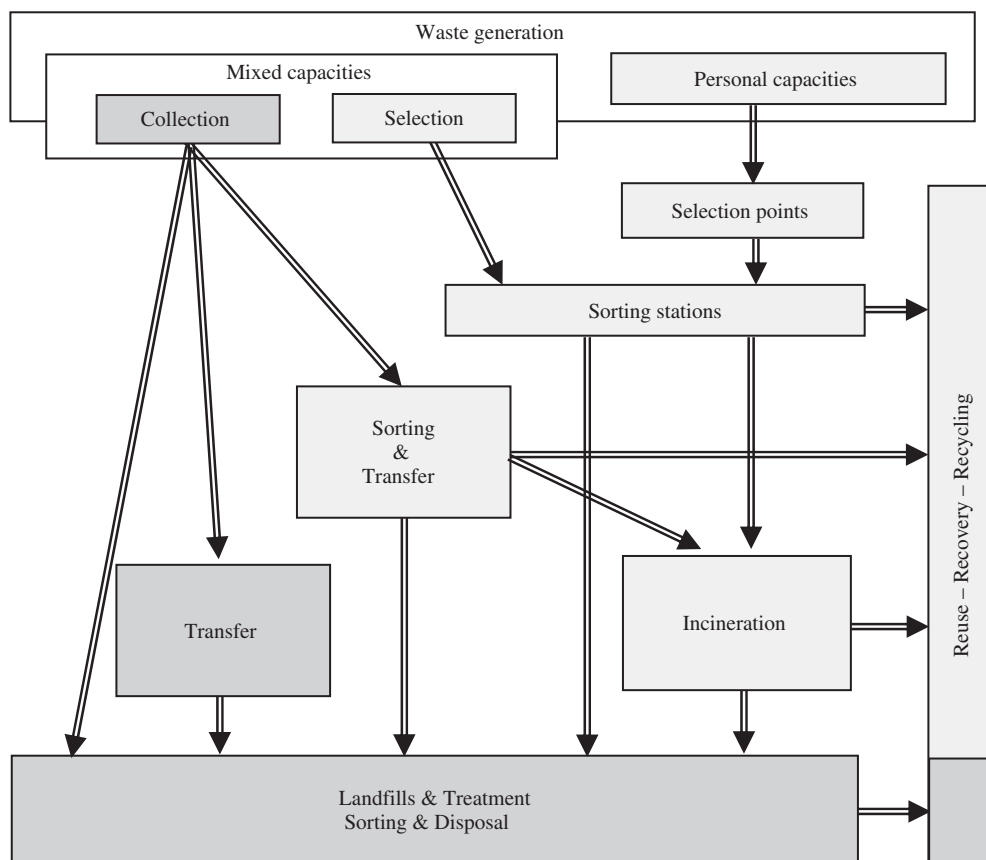 Waste generation
Mixed capacities
Personal capacities
Collection
Selection
Selection points
Sorting stations
Sorting
&
Transfer
Reuse – Recovery – Recycling
Transfer
Incineration
Landfills & Treatment
Sorting & Disposal